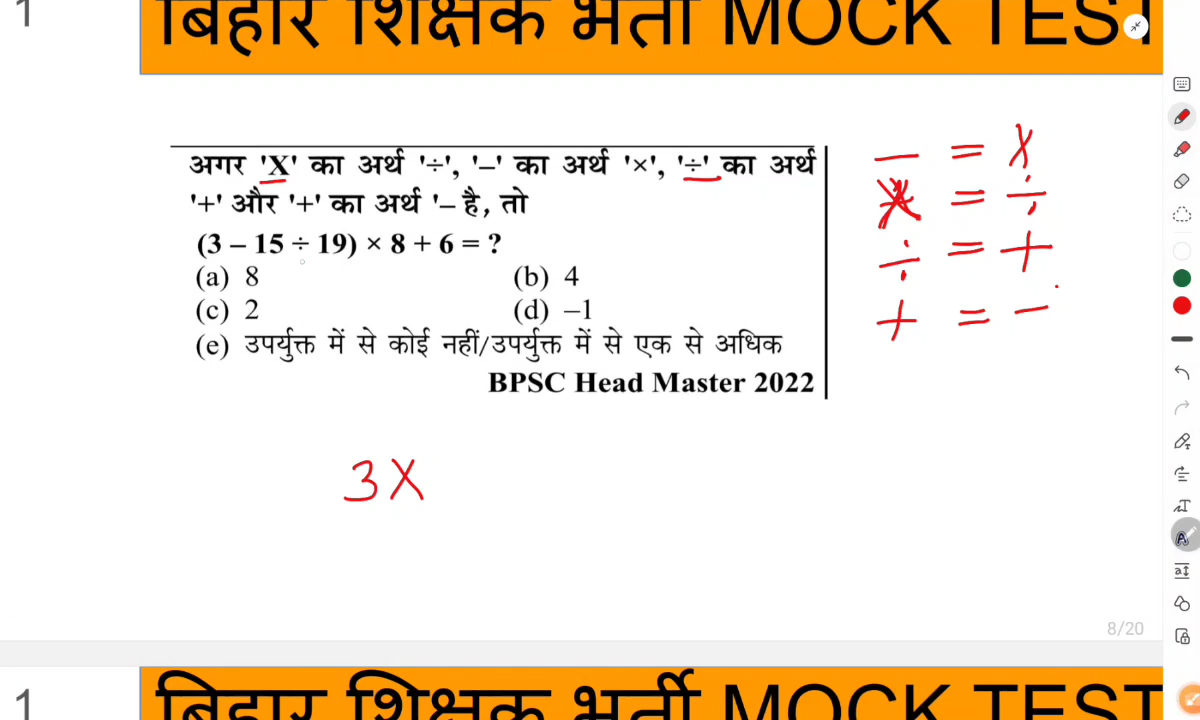 1
बिहार शिक्षक भर्ती MOCK TEST
अगर 'X' का अर्थ '÷', '–' का अर्थ '×', '÷' का अर्थ
'+' और '+' का अर्थ '– है, तो
(3 – 15 ÷ 19) × 8 + 6 = ?
(a) 8 (b) 4
(c) 2 (d) –1
(e) उपर्युक्त में से कोई नहीं/उपर्युक्त में से एक से अधिक
BPSC Head Master 2022
– = x
x = ÷
÷ = +
+ = –
3 X
8/20
1
बिहार शिक्षक भर्ती MOCK TEST